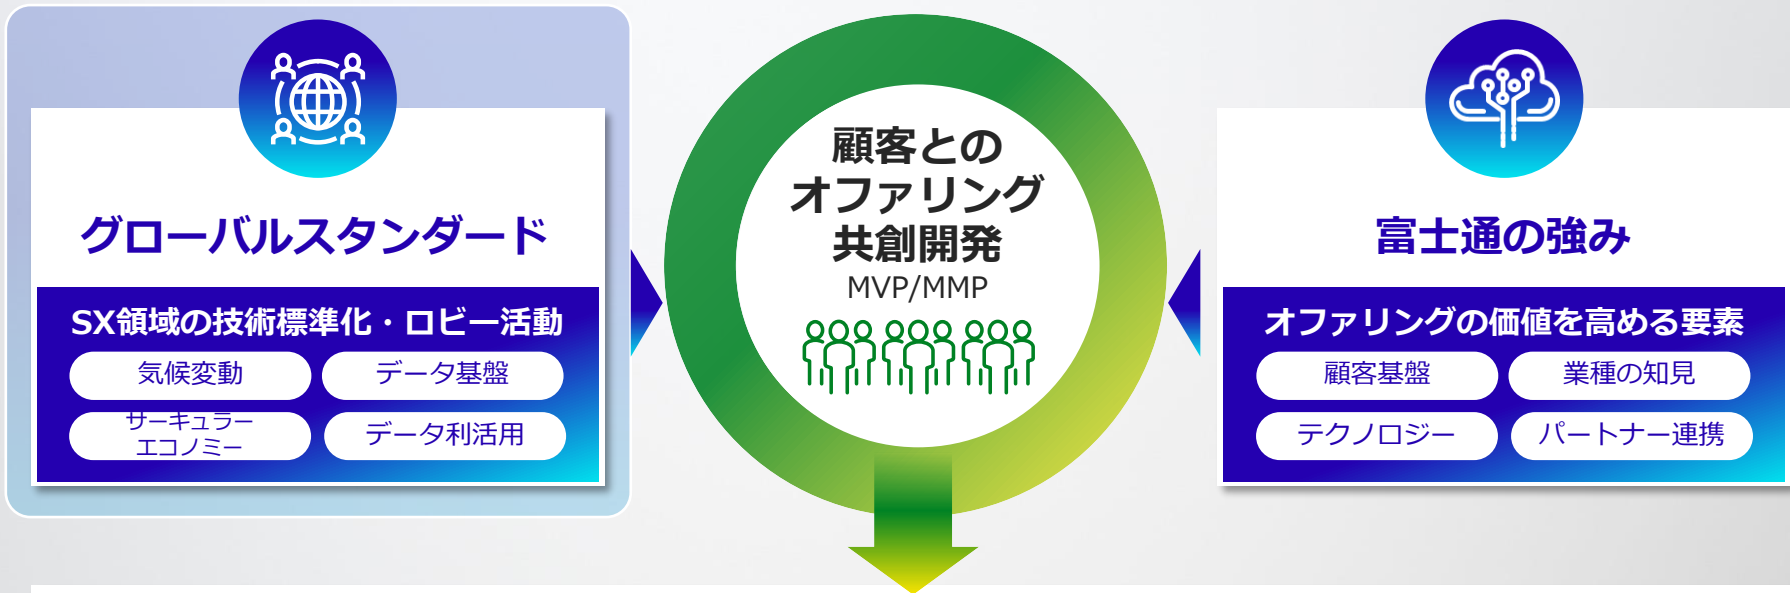 グローバルスタンダード
SX領域の技術標準化・ロビー活動
気候変動
データ基盤
サーキュラー
エコノミー
データ利活用
顧客との
オファリング
共創開発
MVP/MMP
富士通の強み
オファリングの価値を高める要素
顧客基盤
業種の知見
テクノロジー
パートナー連携